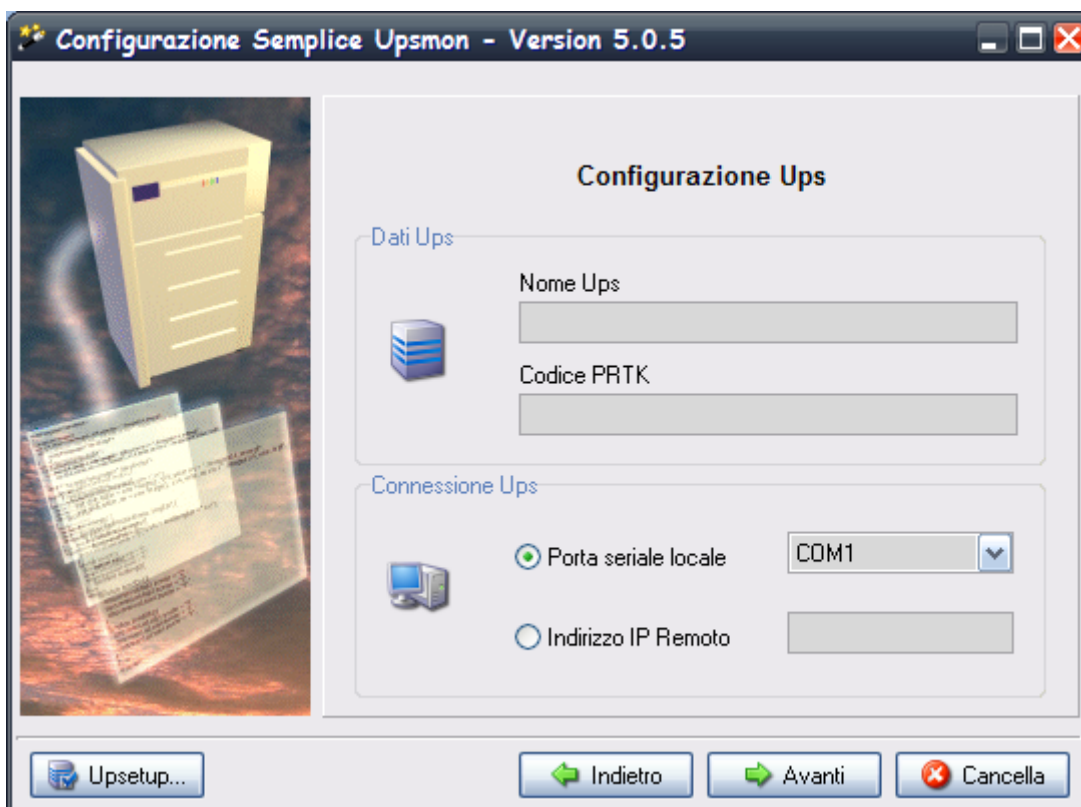 Configurazione Semplice Upsmon - Version 5.0.5
Configurazione Ups
Dati Ups
Nome Ups
Codice PRTK
Connessione Ups
Porta seriale locale
COM1
Indirizzo IP Remoto
Upsetup...
Indietro
Avanti
Cancella